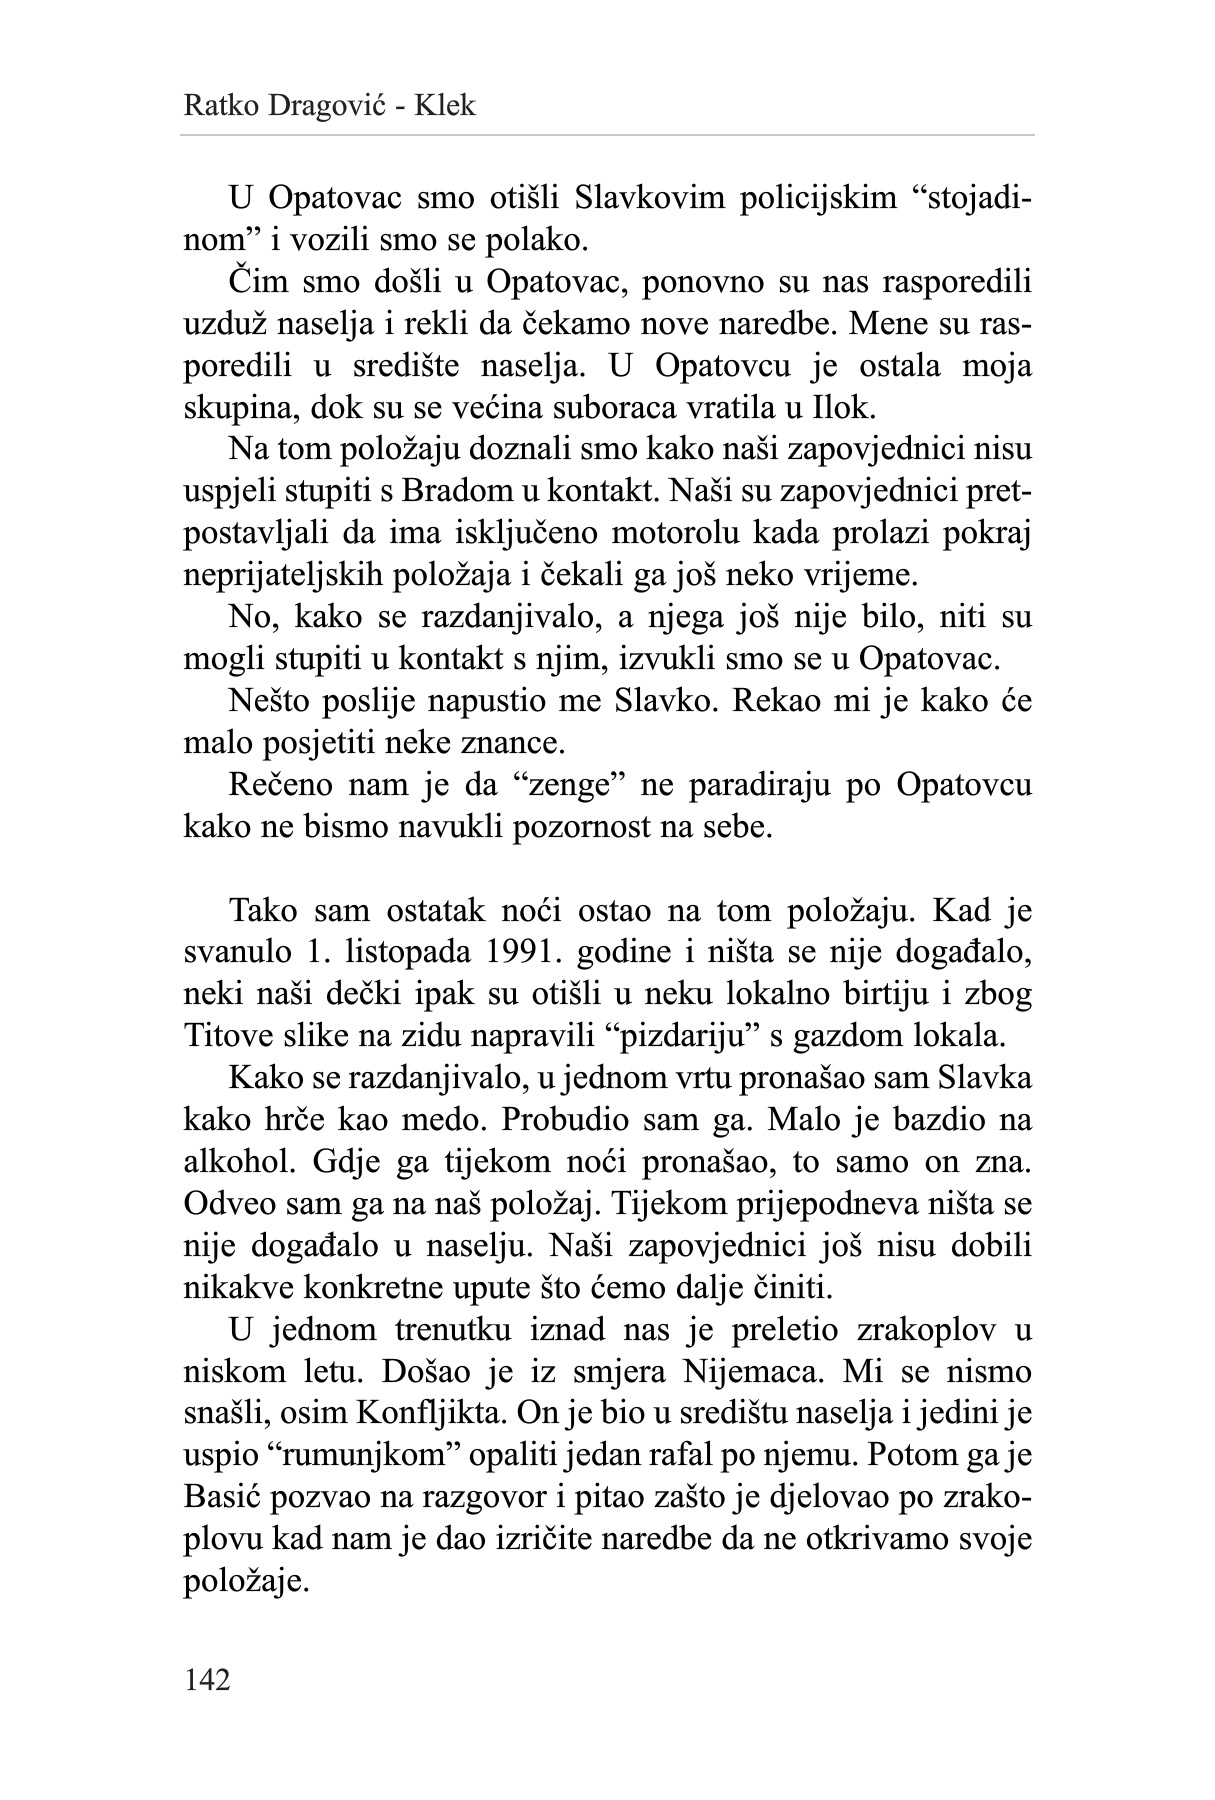 Ratko Dragović - Klek
U Opatovac smo otišli Slavkovim policijskim “stojadi-
nom” i vozili smo se polako.
Čim smo došli u Opatovac, ponovno su nas rasporedili
uzduž naselja i rekli da čekamo nove naredbe. Mene su ras-
poredili u središte naselja. U Opatovcu je ostala moja
skupina, dok su se većina suboraca vratila u Ilok.
Na tom položaju doznali smo kako naši zapovjednici nisu
uspjeli stupiti s Bradom u kontakt. Naši su zapovjednici pret-
postavljali da ima isključeno motorolu kada prolazi pokraj
neprijateljskih položaja i čekali ga još neko vrijeme.
No, kako se razdanjivalo, a njega još nije bilo, niti su
mogli stupiti u kontakt s njim, izvukli smo se u Opatovac.
Nešto poslije napustio me Slavko. Rekao mi je kako će
malo posjetiti neke znance.
Rečeno nam je da “zenge” ne paradiraju po Opatovcu
kako ne bismo navukli pozornost na sebe.
Tako sam ostatak noći ostao na tom položaju. Kad je
svanulo 1. listopada 1991. godine i ništa se nije događalo,
neki naši dečki ipak su otišli u neku lokalno birtiju i zbog
Titove slike na zidu napravili “pizdariju” s gazdom lokala.
Kako se razdanjivalo, u jednom vrtu pronašao sam Slavka
kako hrče kao medo. Probudio sam ga. Malo je bazdio na
alkohol. Gdje ga tijekom noći pronašao, to samo on zna.
Odveo sam ga na naš položaj. Tijekom prijepodneva ništa se
nije događalo u naselju. Naši zapovjednici još nisu dobili
nikakve konkretne upute što ćemo dalje činiti.
U jednom trenutku iznad nas je preletio zrakoplov u
niskom letu. Došao je iz smjera Nijemaca. Mi se nismo
snašli, osim Konfljikta. On je bio u središtu naselja i jedini je
uspio “rumunjkom” opaliti jedan rafal po njemu. Potom ga je
Basić pozvao na razgovor i pitao zašto je djelovao po zrako-
plovu kad nam je dao izričite naredbe da ne otkrivamo svoje
položaje.
142